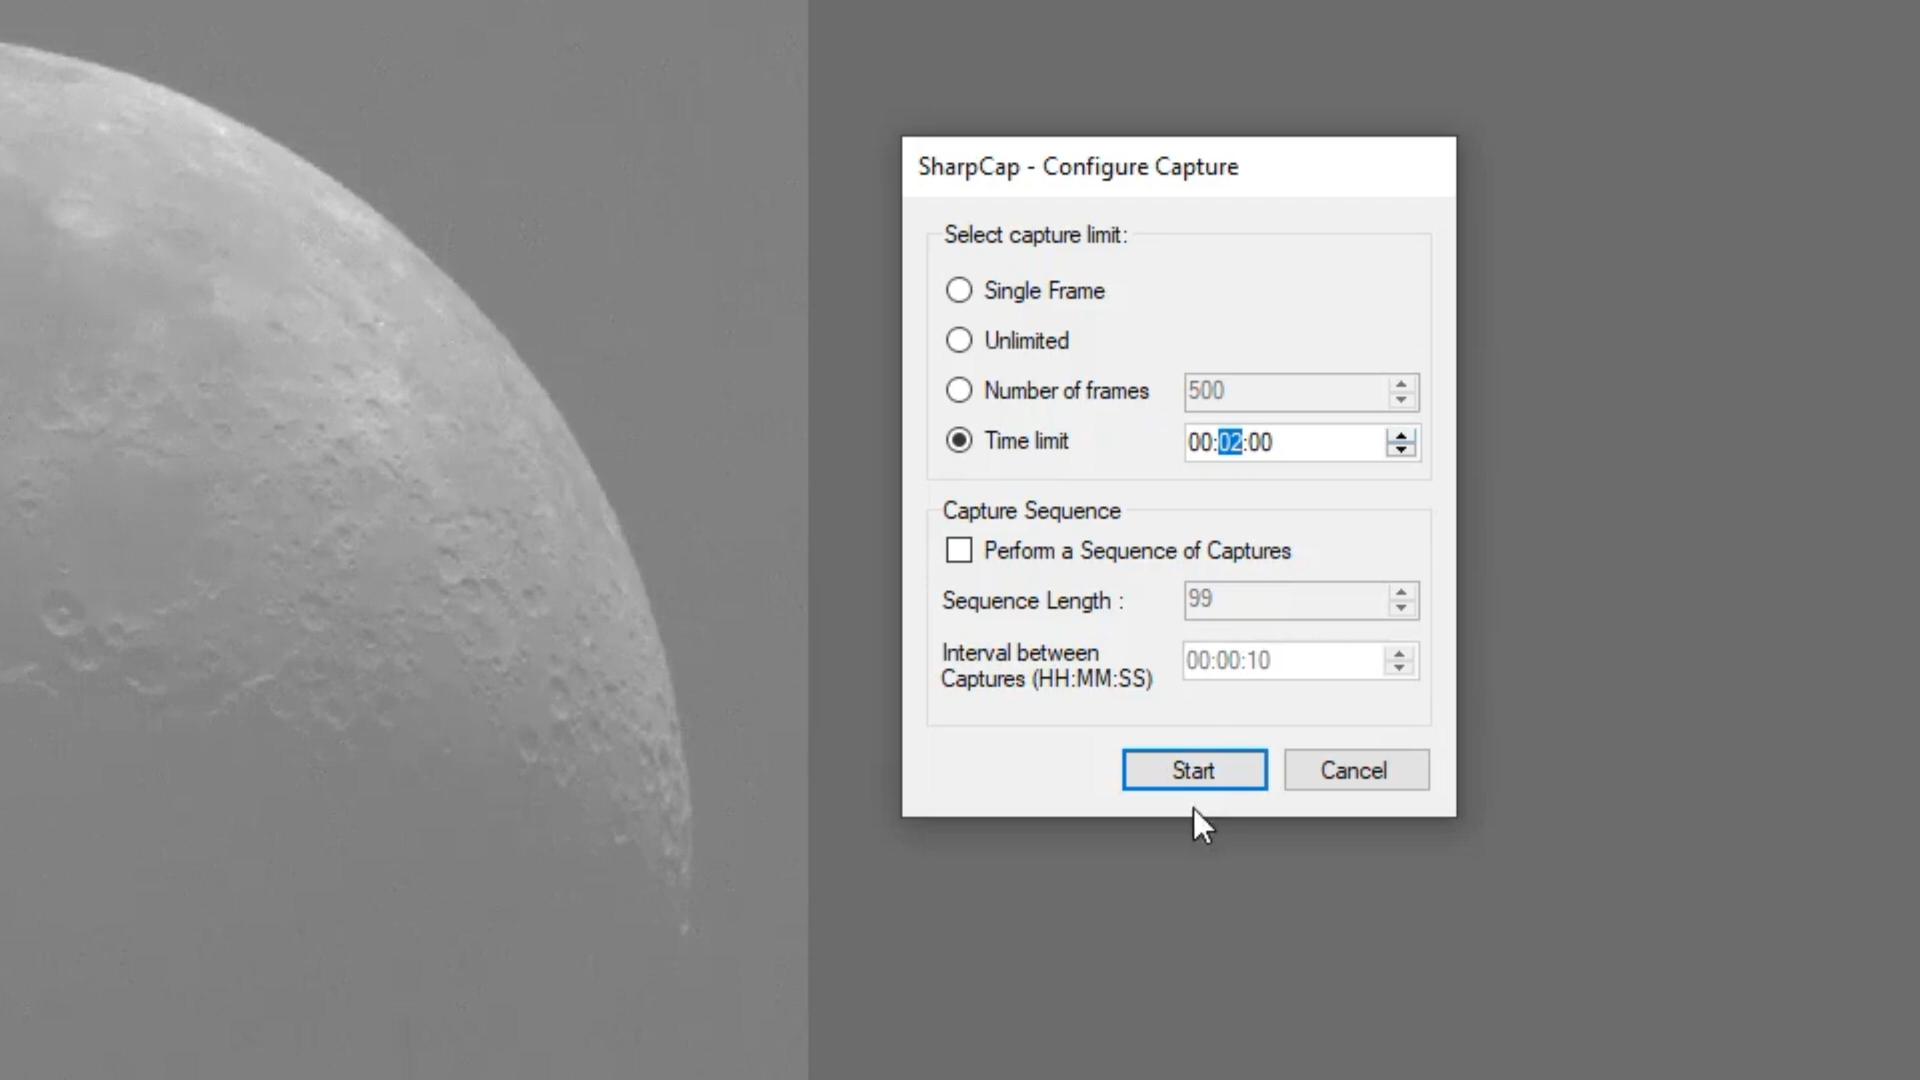 SharpCap - Configure Capture
Select capture limit:
Single Frame
Unlimited
Number of frames 500
Time limit 00:02:00
Capture Sequence
Perform a Sequence of Captures
Sequence Length : 99
Interval between
Captures (HH:MM:SS) 00:00:10
Start Cancel